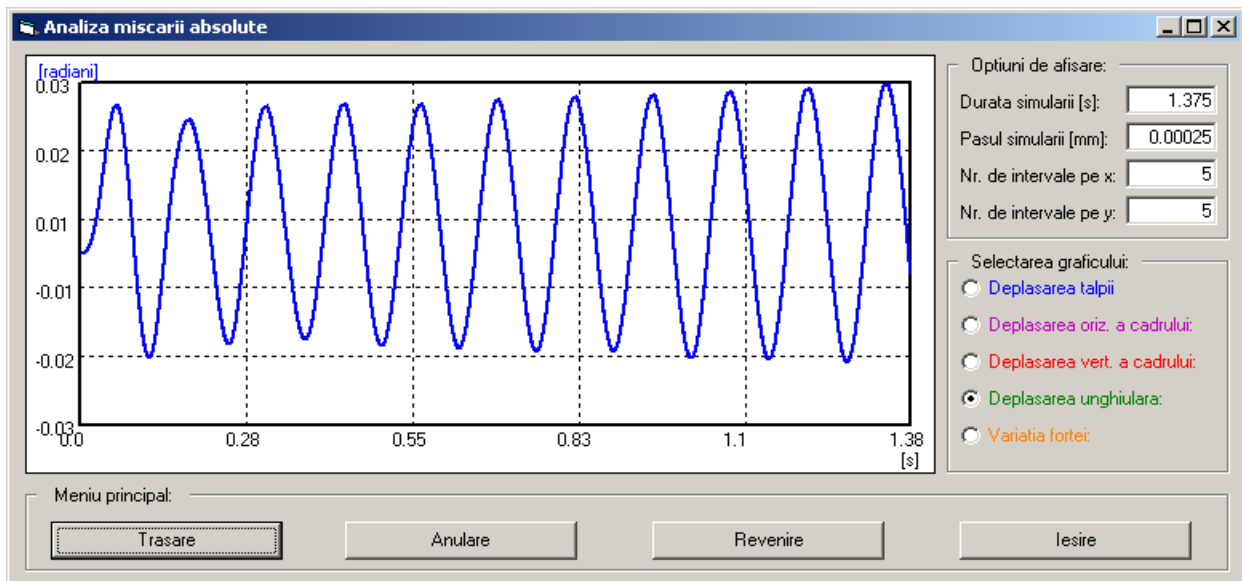 Analiza miscarii absolute
[radiani]
0.03
0.02
0.01
-0.01
-0.02
-0.03
0.0 0.28 0.55 0.83 1.1 1.38
[s]
Optiuni de afisare:
Durata simularii [s]: 1.375
Pasul simularii [mm]: 0.00025
Nr. de intervale pe x: 5
Nr. de intervale pe y: 5
Selectarea graficului:
Deplasarea talpii
Deplasarea oriz. a cadrului:
Deplasarea vert. a cadrului:
Deplasarea unghiulara:
Variatia fortei:
Meniu principal:
Trasare Anulare Revenire Iesire